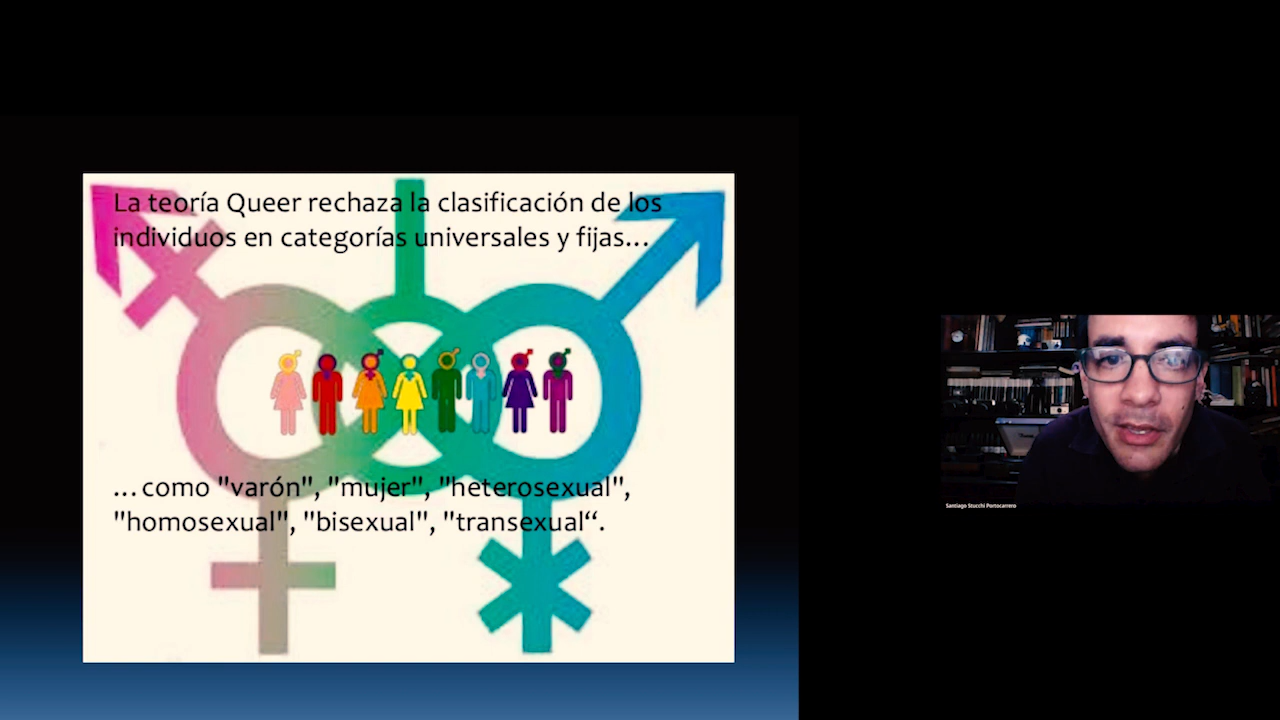 La teoría Queer rechaza la clasificación de los
individuos en categorías universales y fijas...
...como "varón", "mujer", "heterosexual",
"homosexual", "bisexual", "transexual“.
Santiago Stucchi Portocarrero